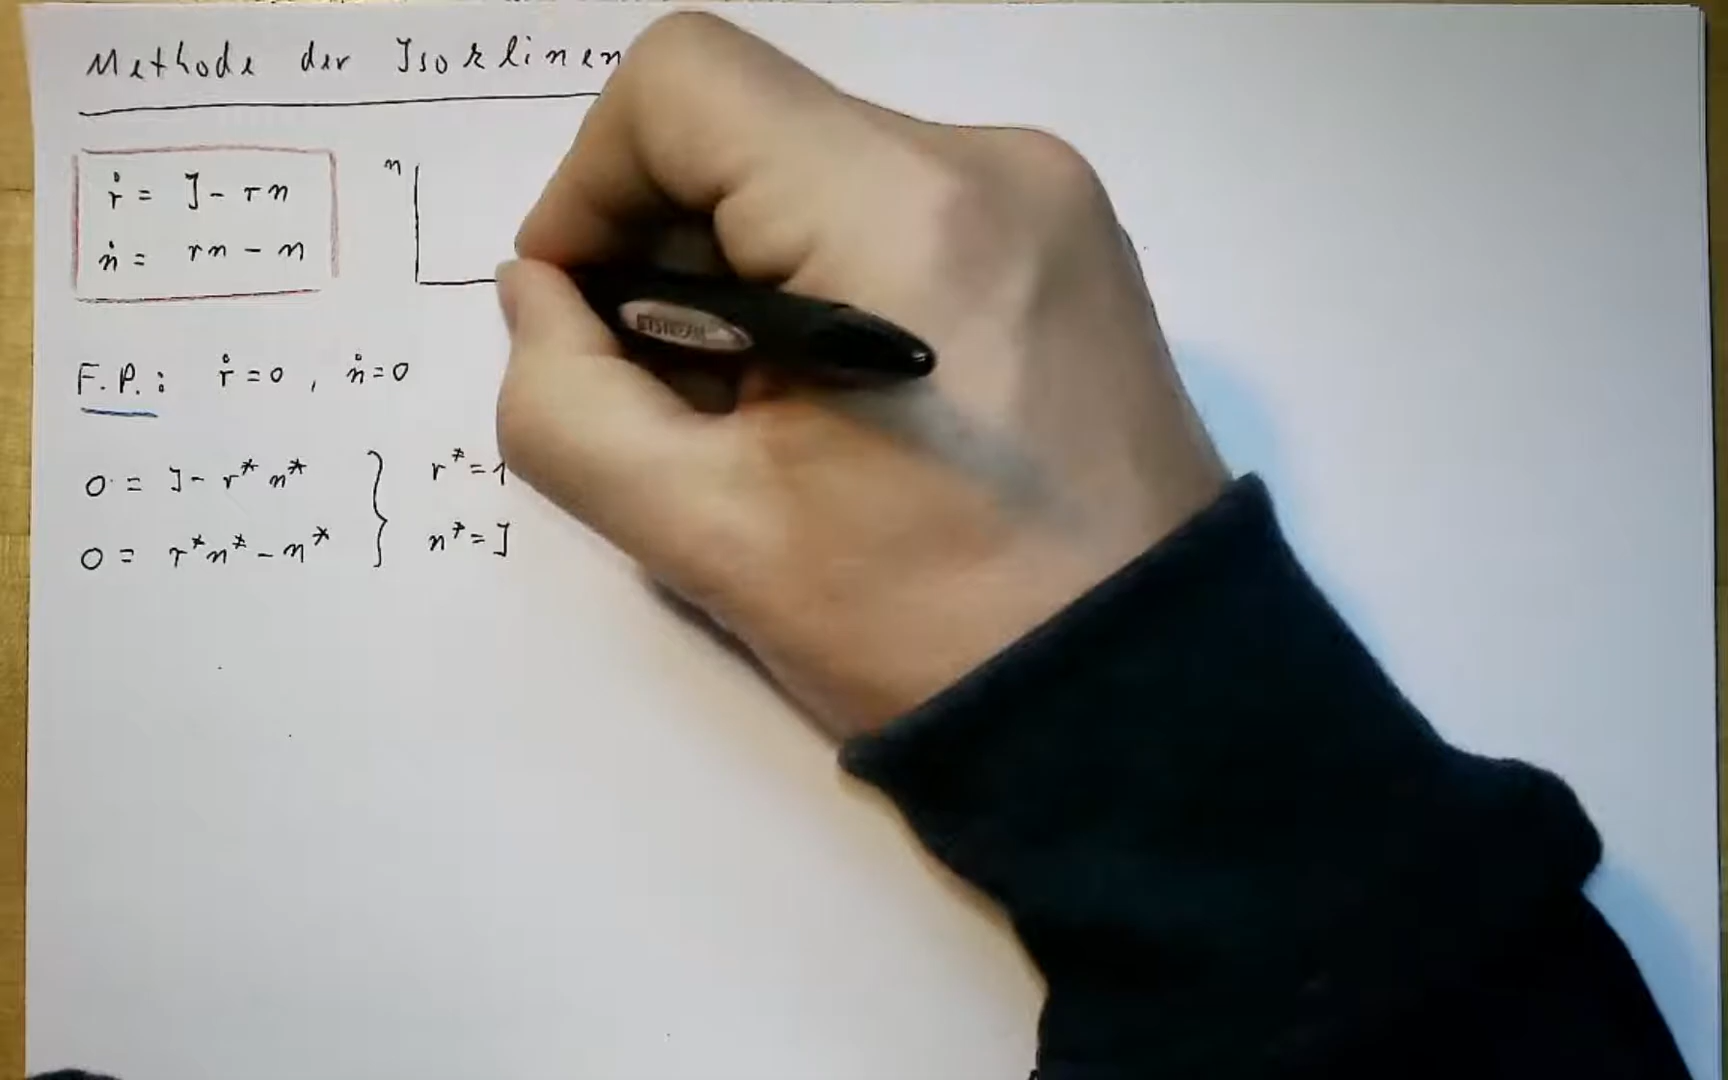 Methode der Isoklinen
ṙ = J - rn
ṅ = rn - n
n
F.P.: ṙ = 0 , ṅ = 0
0 = J - r* n*
0 = r* n* - n*
r* = 1
n* = J